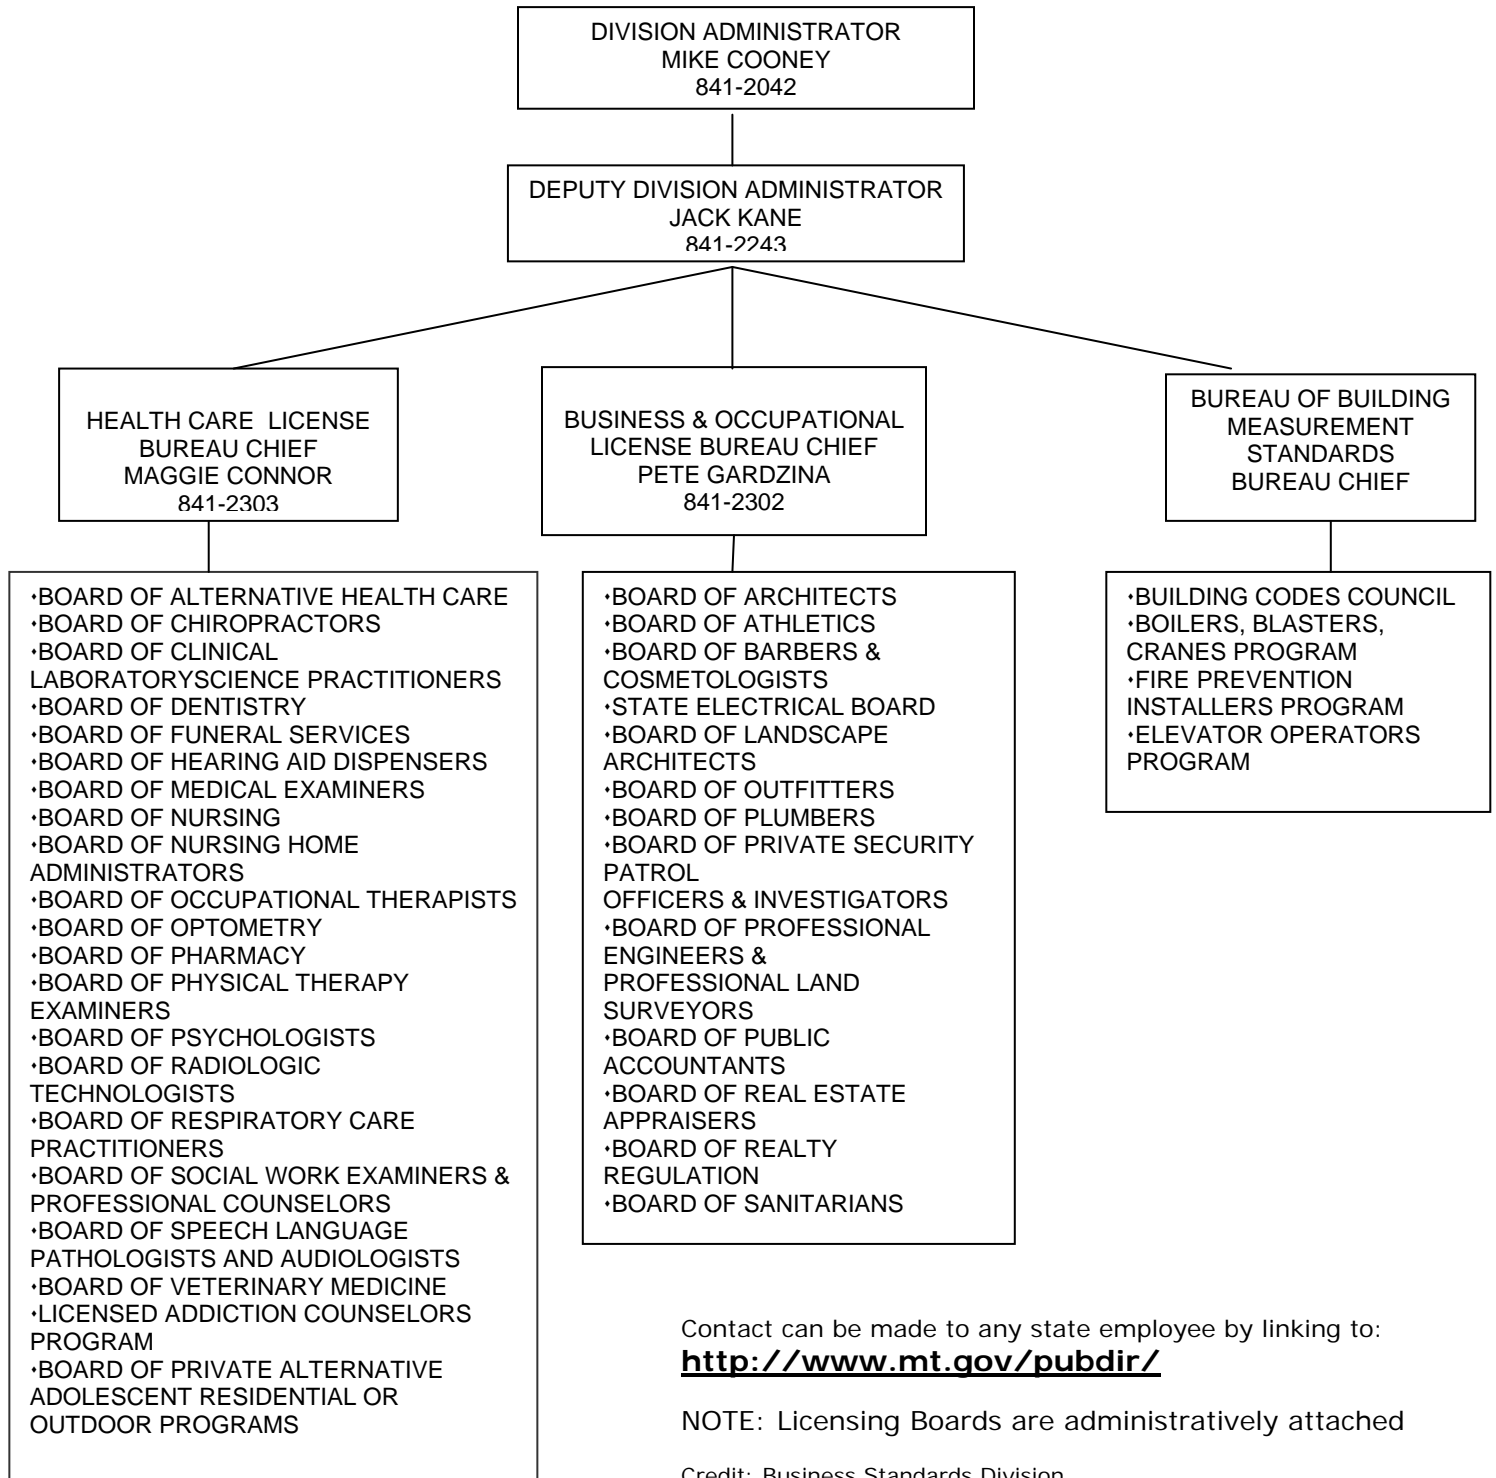 DIVISION ADMINISTRATOR
MIKE COONEY
841-2042
DEPUTY DIVISION ADMINISTRATOR
JACK KANE
841-2243
HEALTH CARE LICENSE
BUREAU CHIEF
MAGGIE CONNOR
841-2303
BUSINESS & OCCUPATIONAL
LICENSE BUREAU CHIEF
PETE GARDZINA
841-2302
BUREAU OF BUILDING
MEASUREMENT
STANDARDS
BUREAU CHIEF
•BOARD OF ALTERNATIVE HEALTH CARE
•BOARD OF CHIROPRACTORS
•BOARD OF CLINICAL
LABORATORYSCIENCE PRACTITIONERS
•BOARD OF DENTISTRY
•BOARD OF FUNERAL SERVICES
•BOARD OF HEARING AID DISPENSERS
•BOARD OF MEDICAL EXAMINERS
•BOARD OF NURSING
•BOARD OF NURSING HOME
ADMINISTRATORS
•BOARD OF OCCUPATIONAL THERAPISTS
•BOARD OF OPTOMETRY
•BOARD OF PHARMACY
•BOARD OF PHYSICAL THERAPY
EXAMINERS
•BOARD OF PSYCHOLOGISTS
•BOARD OF RADIOLOGIC
TECHNOLOGISTS
•BOARD OF RESPIRATORY CARE
PRACTITIONERS
•BOARD OF SOCIAL WORK EXAMINERS &
PROFESSIONAL COUNSELORS
•BOARD OF SPEECH LANGUAGE
PATHOLOGISTS AND AUDIOLOGISTS
•BOARD OF VETERINARY MEDICINE
•LICENSED ADDICTION COUNSELORS
PROGRAM
•BOARD OF PRIVATE ALTERNATIVE
ADOLESCENT RESIDENTIAL OR
OUTDOOR PROGRAMS
•BOARD OF ARCHITECTS
•BOARD OF ATHLETICS
•BOARD OF BARBERS &
COSMETOLOGISTS
•STATE ELECTRICAL BOARD
•BOARD OF LANDSCAPE
ARCHITECTS
•BOARD OF OUTFITTERS
•BOARD OF PLUMBERS
•BOARD OF PRIVATE SECURITY
PATROL
OFFICERS & INVESTIGATORS
•BOARD OF PROFESSIONAL
ENGINEERS &
PROFESSIONAL LAND
SURVEYORS
•BOARD OF PUBLIC
ACCOUNTANTS
•BOARD OF REAL ESTATE
APPRAISERS
•BOARD OF REALTY
REGULATION
•BOARD OF SANITARIANS
•BUILDING CODES COUNCIL
•BOILERS, BLASTERS,
CRANES PROGRAM
•FIRE PREVENTION
INSTALLERS PROGRAM
•ELEVATOR OPERATORS
PROGRAM
Contact can be made to any state employee by linking to:
http://www.mt.gov/pubdir/
NOTE: Licensing Boards are administratively attached
Credit: Business Standards Division